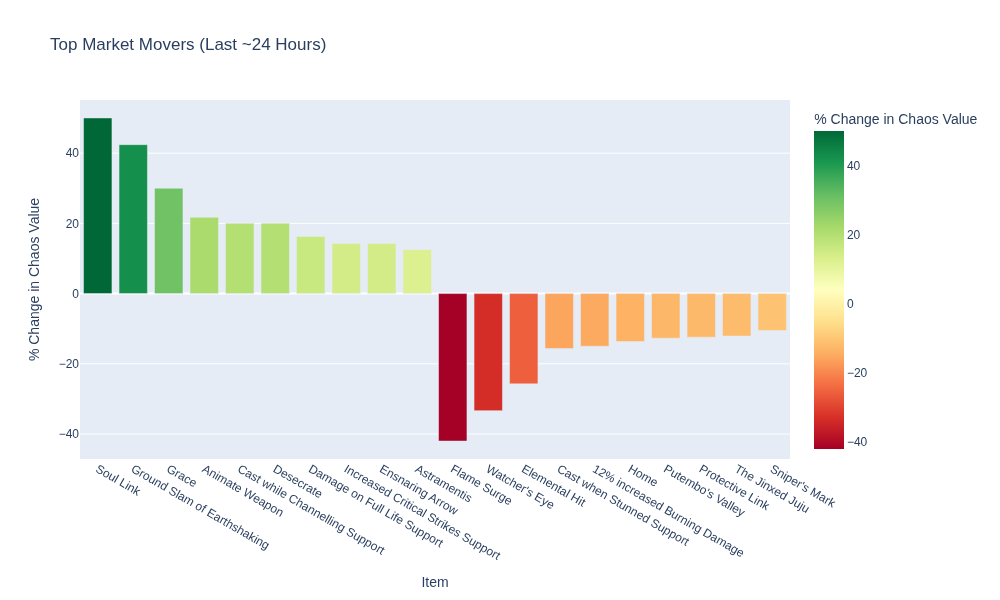 Top Market Movers (Last ~24 Hours)
% Change in Chaos Value
40
20
0
−20
−40
Soul Link
Ground Slam of Earthshaking
Grace
Animate Weapon
Cast while Channelling Support
Desecrate
Damage on Full Life Support
Increased Critical Strikes Support
Ensnaring Arrow
Astramentis
Flame Surge
Watcher's Eye
Elemental Hit
Cast when Stunned Support
12% increased Burning Damage
Home
Putembo's Valley
Protective Link
The Jinxed Juju
Sniper's Mark
Item
% Change in Chaos Value
40
20
0
−20
−40